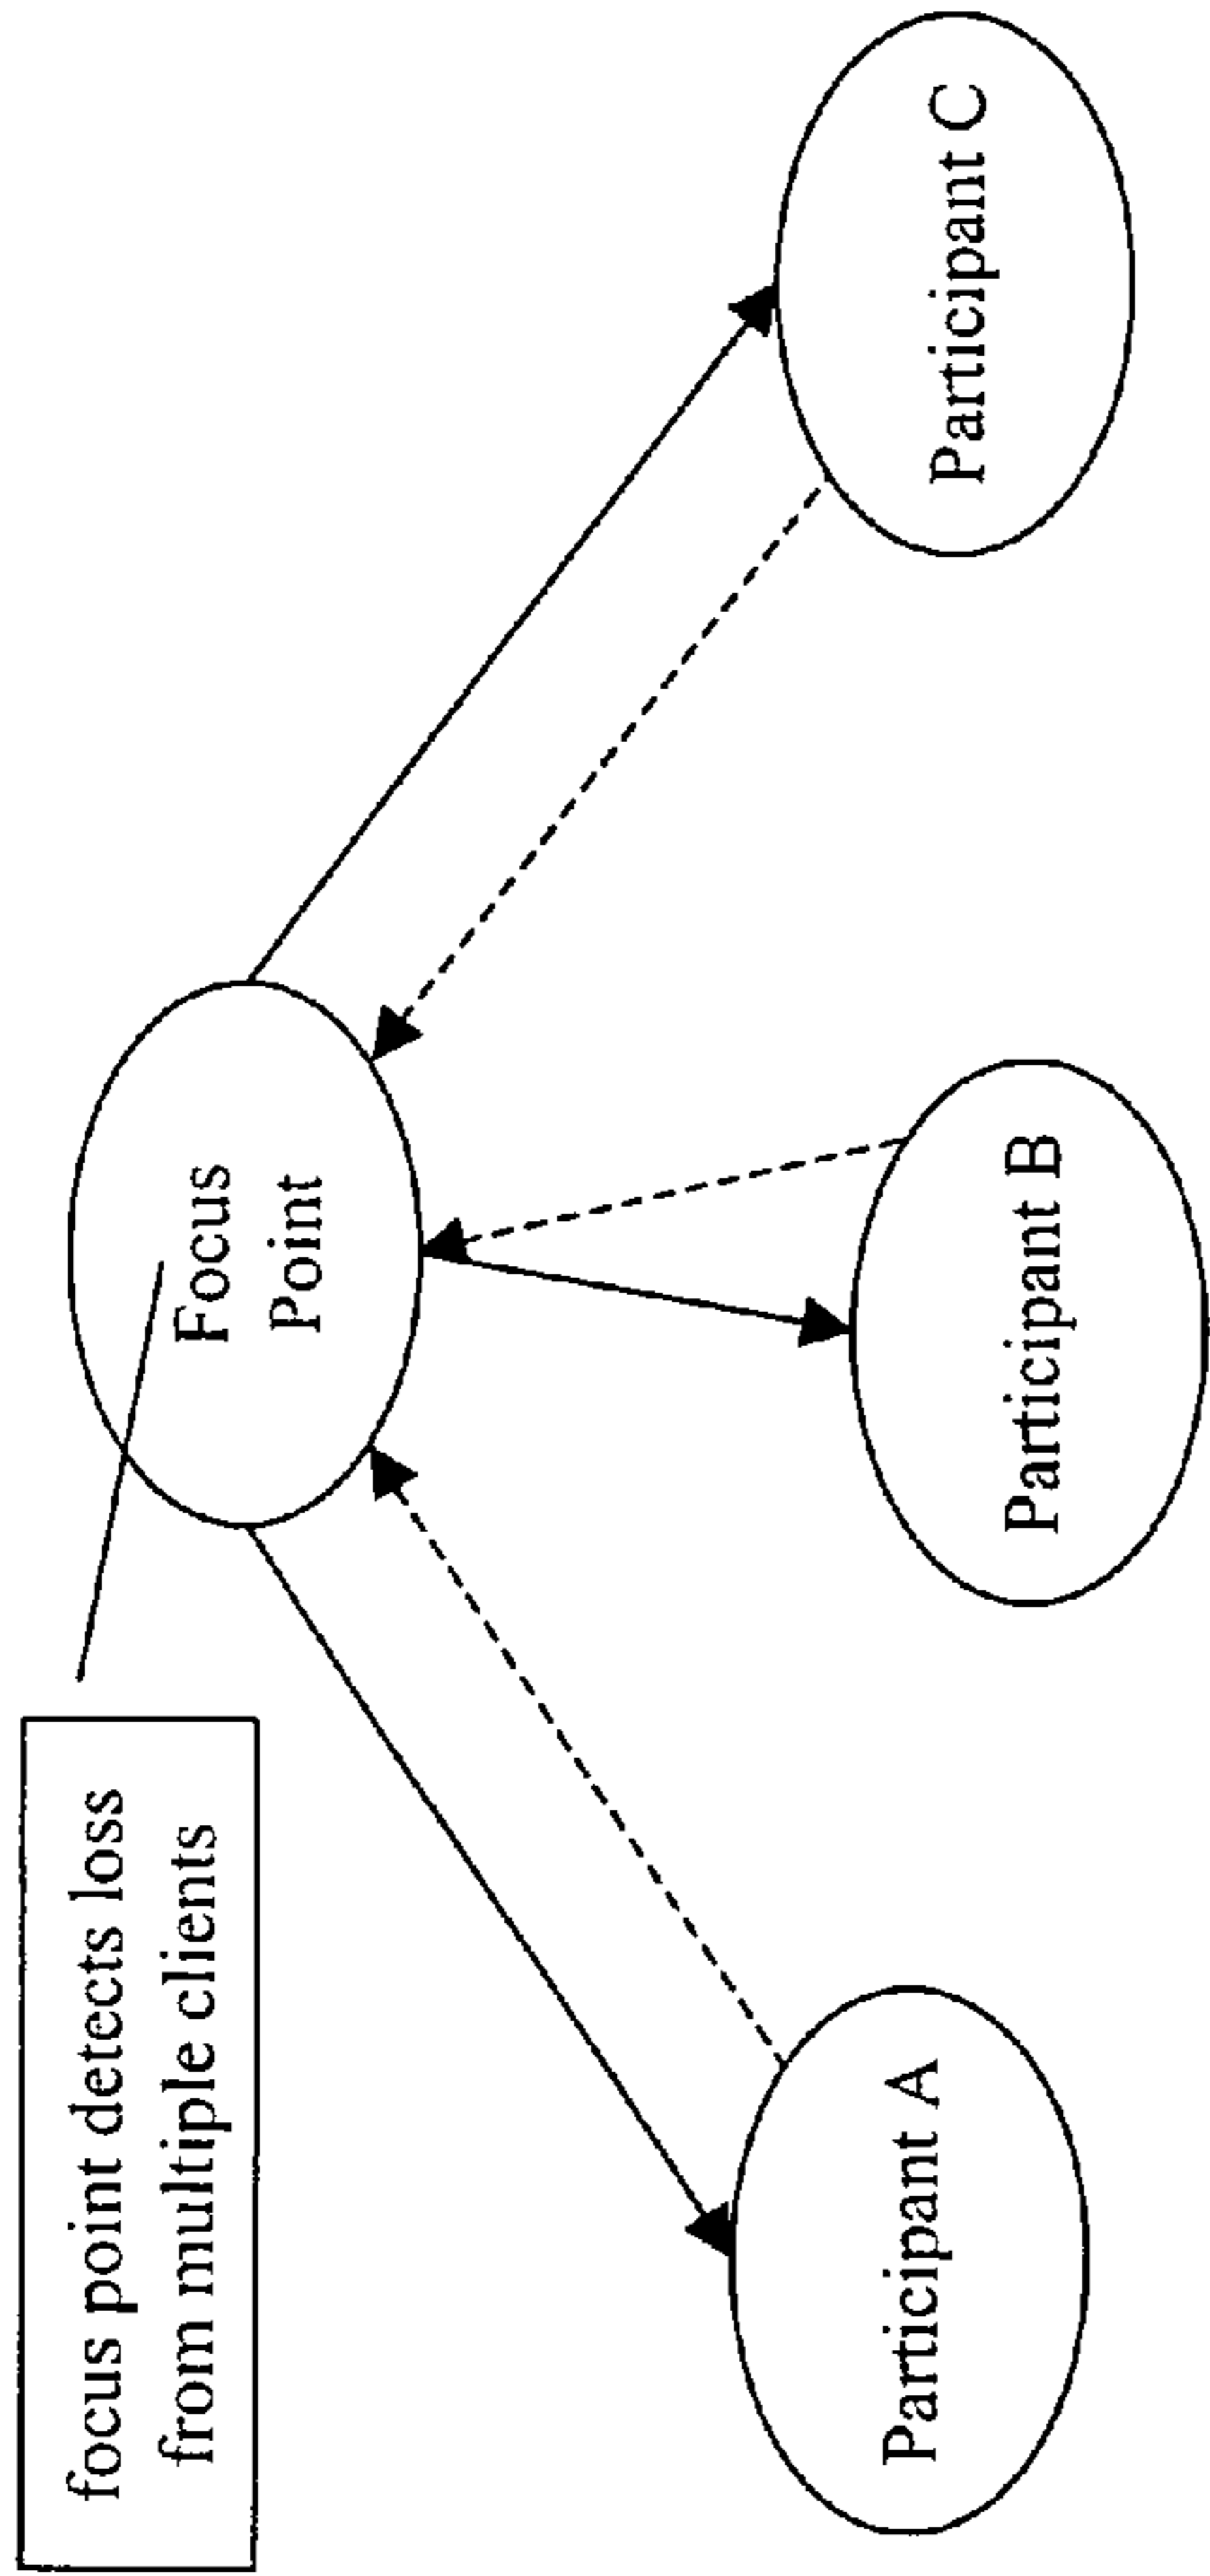 focus point detects loss
from multiple clients
Focus
Point
Participant A
Participant B
Participant C